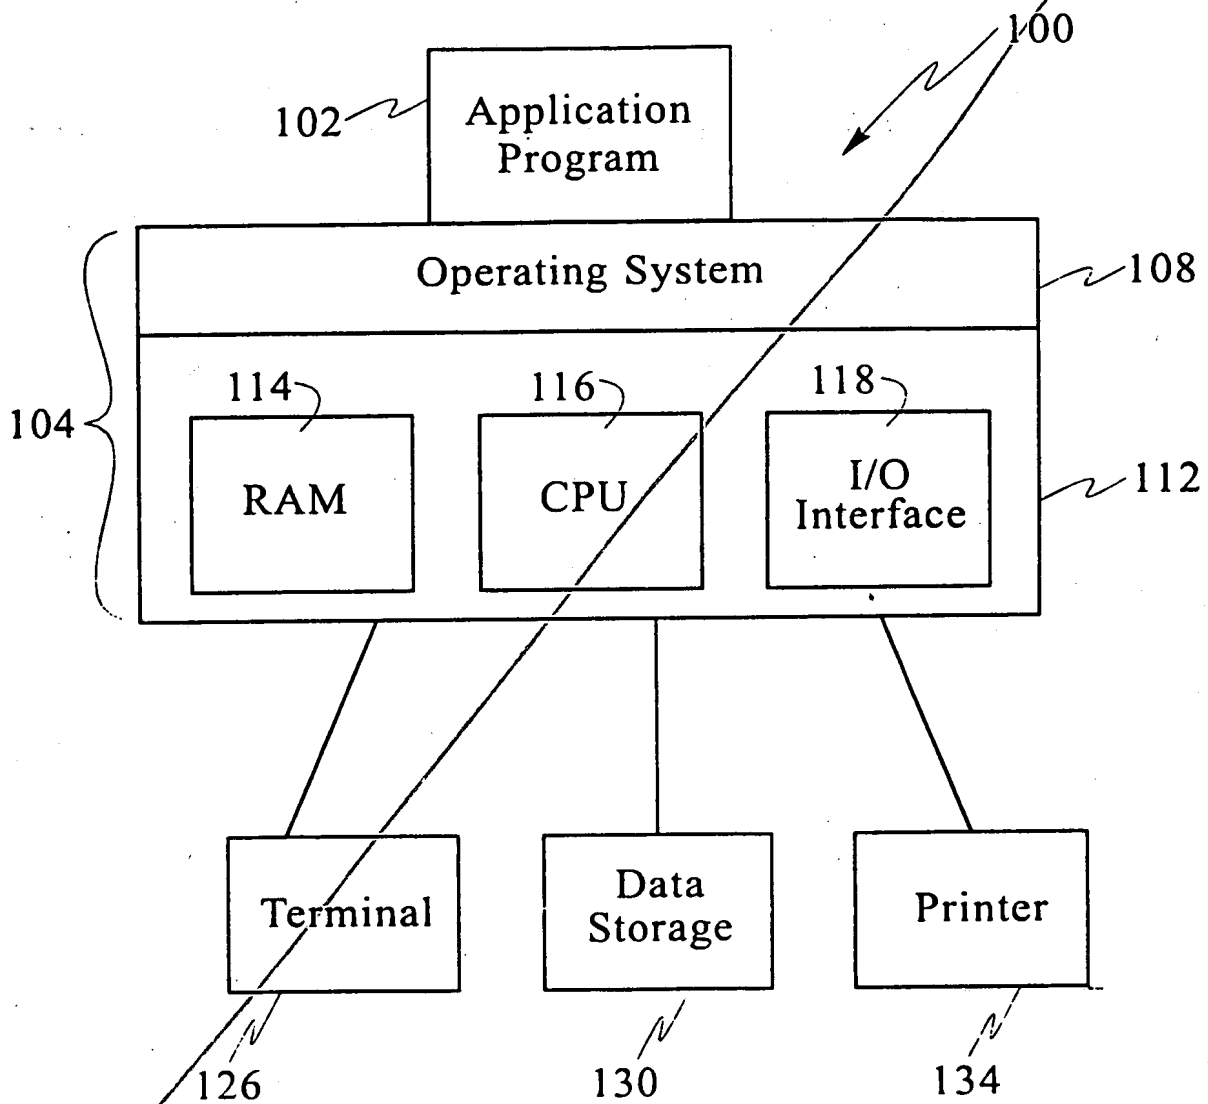 100
102
Application
Program
Operating System
108
104
114
116
118
RAM
CPU
I/O
Interface
112
Terminal
Data
Storage
Printer
126
130
134